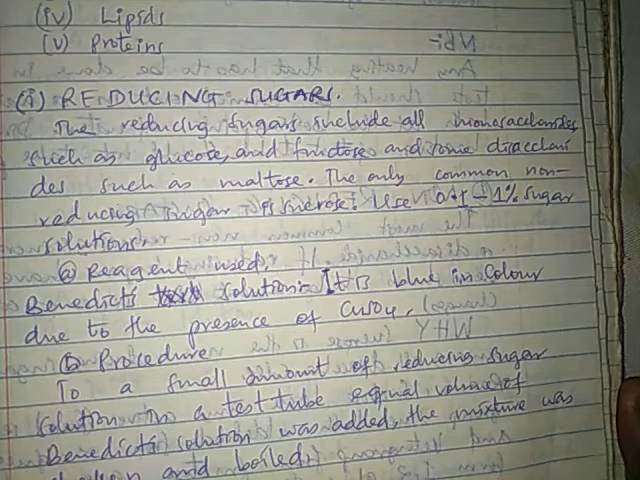 (iv) Lipids
(v) Proteins
(i) REDUCING SUGARS.
The reducing sugars include all monosaccharides
such as glucose, and fructose and some disacchari
des such as maltose. The only common non-
reducing sugar is sucrose. Use 0.1 - 1% sugar
solutions
(a) Reagent used;
Benedict's solution. It is blue in colour
due to the presence of CuSO4.
(b) Procedure
To a small amount of reducing sugar
solution in a test tube equal volume of
Benedict's solution was added, the mixture was
and boiled;